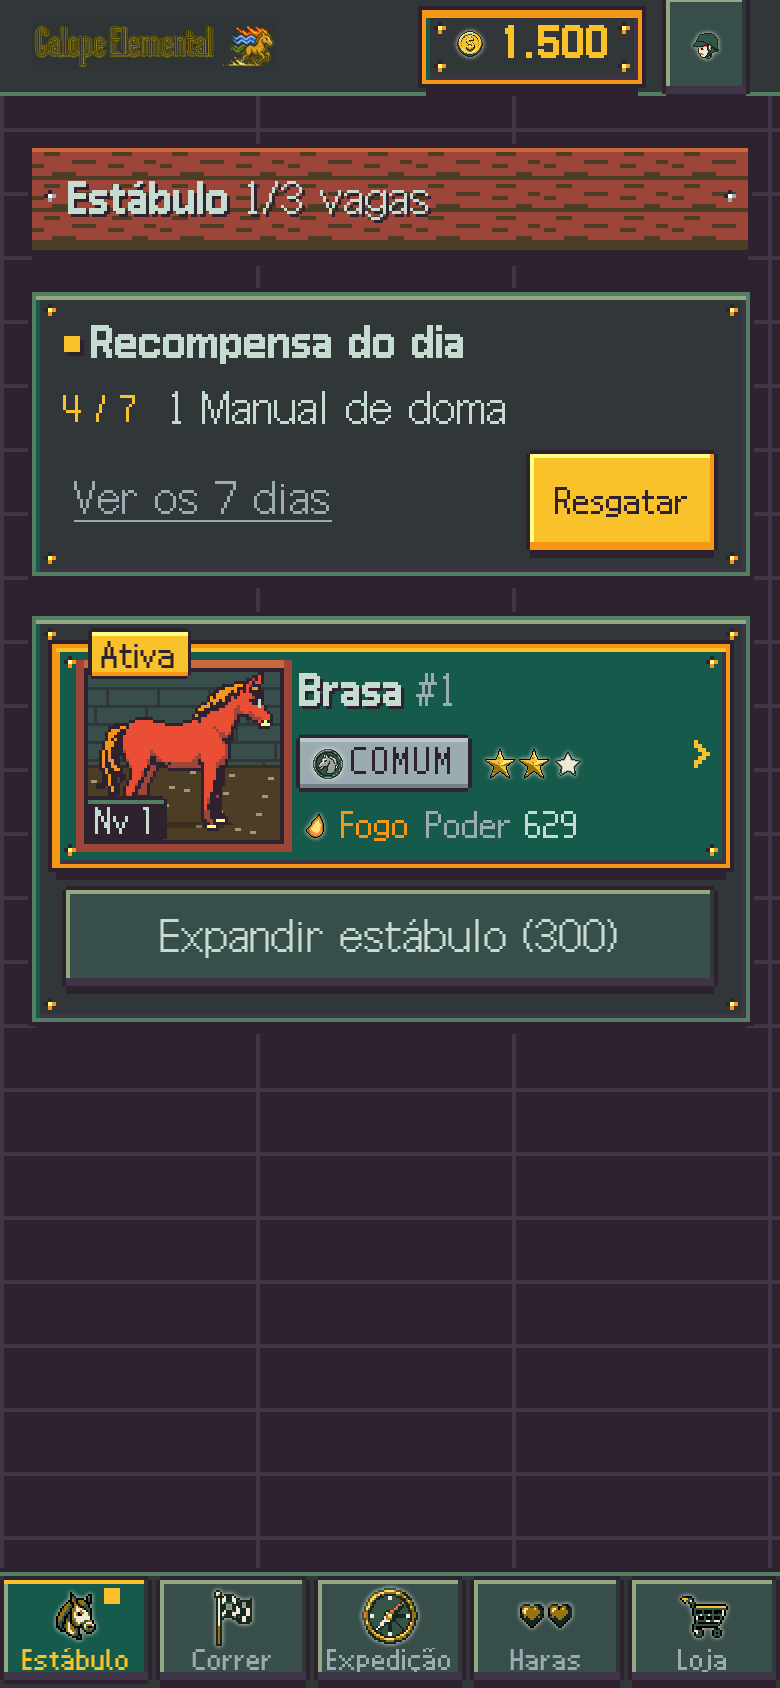 Galope Elemental
1.500
Estábulo 1/3 vagas
Recompensa do dia
4/7 1 Manual de doma
Ver os 7 dias
Resgatar
Ativa
Brasa #1
COMUM
Nv 1
Fogo Poder 629
Expandir estábulo (300)
Estábulo
Correr
Expedição
Haras
Loja